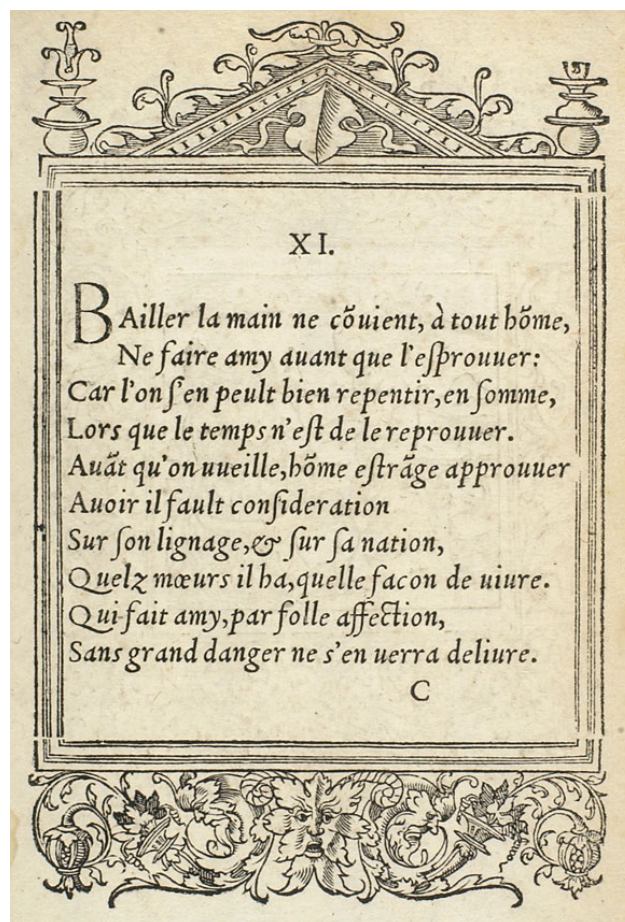 XI.
BAiller la main ne cõuient, à tout hõme,
Ne faire amy auant que l'eſprouuer:
Car l'on ſ'en peult bien repentir,en ſomme,
Lors que le temps n'eſt de le reprouuer.
Auãt qu'on uueille,hõme eſtrãge approuuer
Auoir il fault conſideration
Sur ſon lignage,& ſur ſa nation,
Quelz mœurs il ha,quelle facon de uiure.
Qui fait amy,par folle affection,
Sans grand danger ne s'en uerra deliure.
C